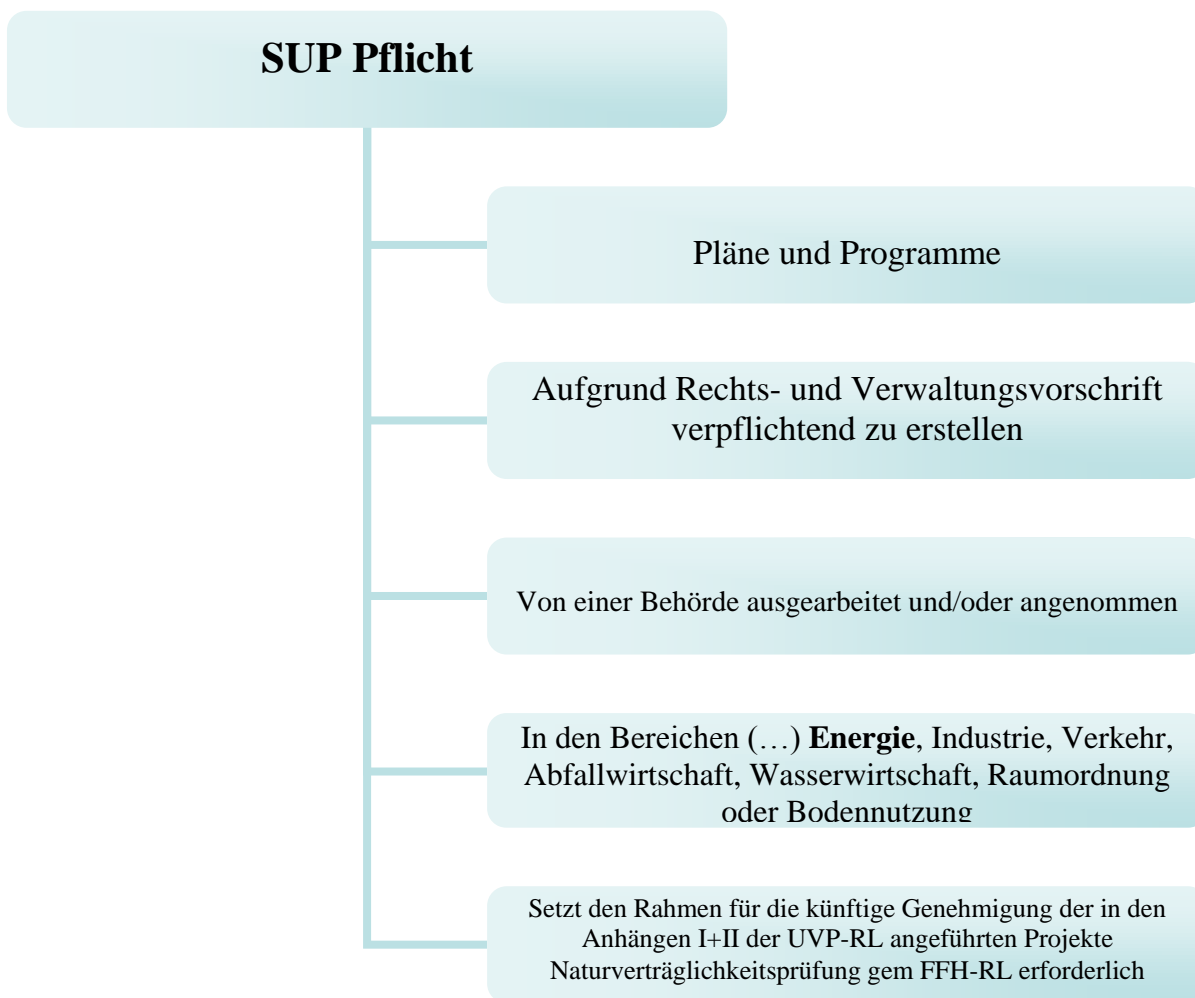 SUP Pflicht
Pläne und Programme
Aufgrund Rechts- und Verwaltungsvorschrift
verpflichtend zu erstellen
Von einer Behörde ausgearbeitet und/oder angenommen
In den Bereichen (…) Energie, Industrie, Verkehr,
Abfallwirtschaft, Wasserwirtschaft, Raumordnung
oder Bodennutzung
Setzt den Rahmen für die künftige Genehmigung der in den
Anhängen I+II der UVP-RL angeführten Projekte
Naturverträglichkeitsprüfung gem FFH-RL erforderlich